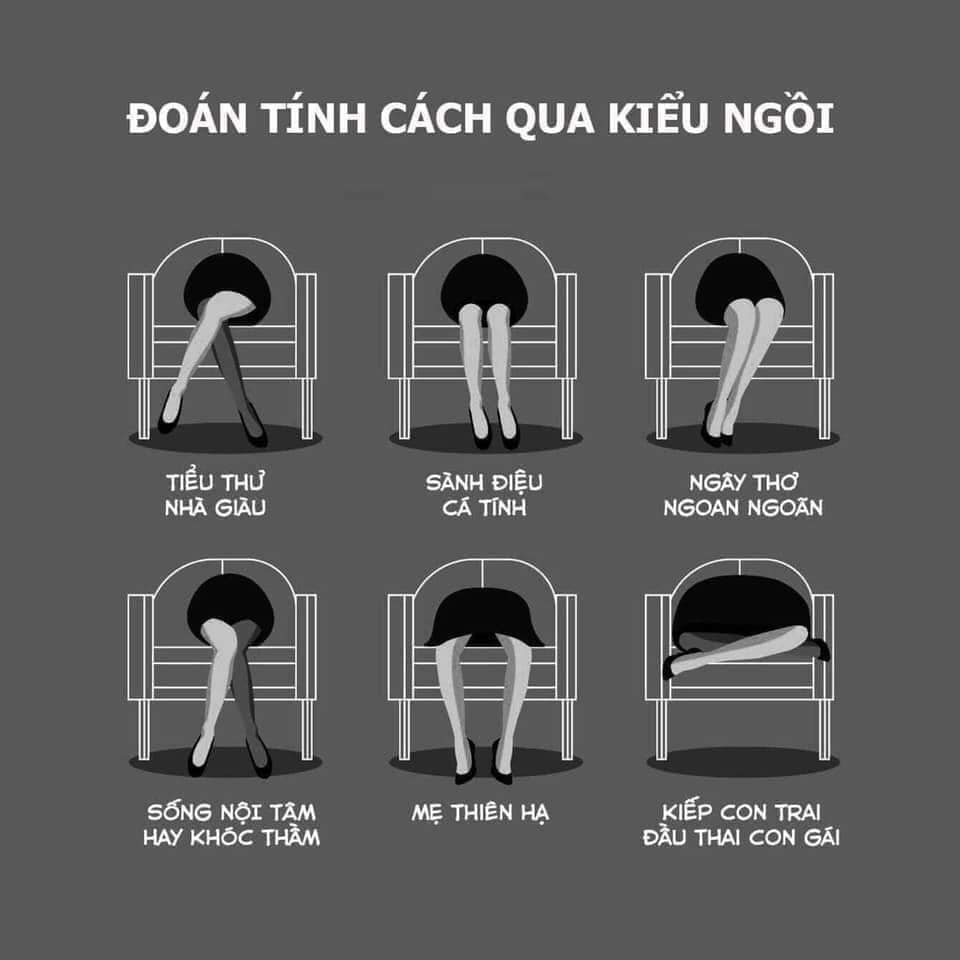 ĐOÁN TÍNH CÁCH QUA KIỂU NGỒI
TIỂU THƯ
NHÀ GIÀU
SÀNH ĐIỆU
CÁ TÍNH
NGÂY THƠ
NGOAN NGOÃN
SỐNG NỘI TÂM
HAY KHÓC THẦM
MẸ THIÊN HẠ
KIẾP CON TRAI
ĐẦU THAI CON GÁI